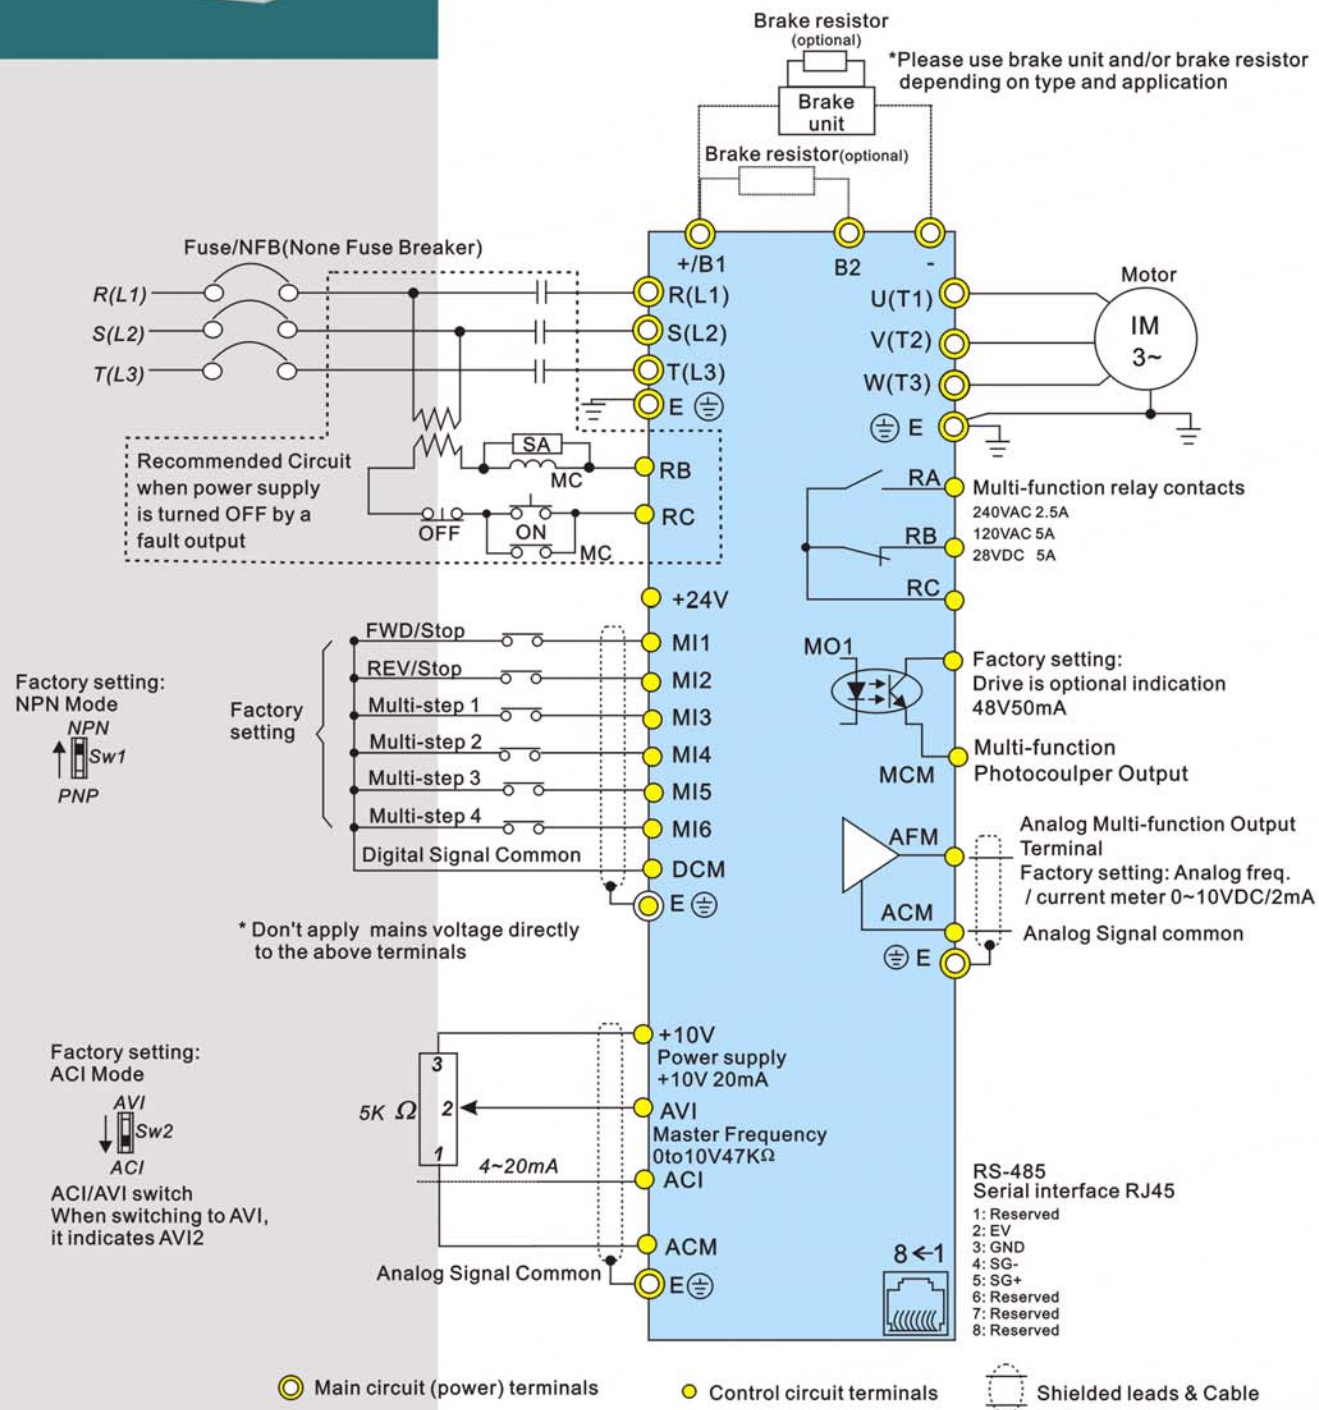 Brake resistor
(optional)
*Please use brake unit and/or brake resistor
depending on type and application
Brake
unit
Brake resistor(optional)
Fuse/NFB(None Fuse Breaker)
R(L1)
S(L2)
T(L3)
+/B1
B2
-
R(L1)
S(L2)
T(L3)
E
U(T1)
V(T2)
W(T3)
E
Motor
IM
3~
Recommended Circuit
when power supply
is turned OFF by a
fault output
SA
MC
OFF
ON
MC
RB
RC
RA
RB
RC
Multi-function relay contacts
240VAC 2.5A
120VAC 5A
28VDC 5A
+24V
Factory setting:
NPN Mode
NPN
Sw1
PNP
Factory
setting
FWD/Stop
REV/Stop
Multi-step 1
Multi-step 2
Multi-step 3
Multi-step 4
Digital Signal Common
MI1
MI2
MI3
MI4
MI5
MI6
DCM
E
* Don't apply mains voltage directly
to the above terminals
MO1
MCM
Factory setting:
Drive is optional indication
48V50mA
Multi-function
Photocoulper Output
AFM
ACM
E
Analog Multi-function Output
Terminal
Factory setting: Analog freq.
/ current meter 0~10VDC/2mA
Analog Signal common
Factory setting:
ACI Mode
AVI
Sw2
ACI
ACI/AVI switch
When switching to AVI,
it indicates AVI2
5K Ω
3
2
1
4~20mA
Analog Signal Common
+10V
Power supply
+10V 20mA
AVI
Master Frequency
0to10V47KΩ
ACI
ACM
E
8←1
RS-485
Serial interface RJ45
1: Reserved
2: EV
3: GND
4: SG-
5: SG+
6: Reserved
7: Reserved
8: Reserved
Main circuit (power) terminals
Control circuit terminals
Shielded leads & Cable